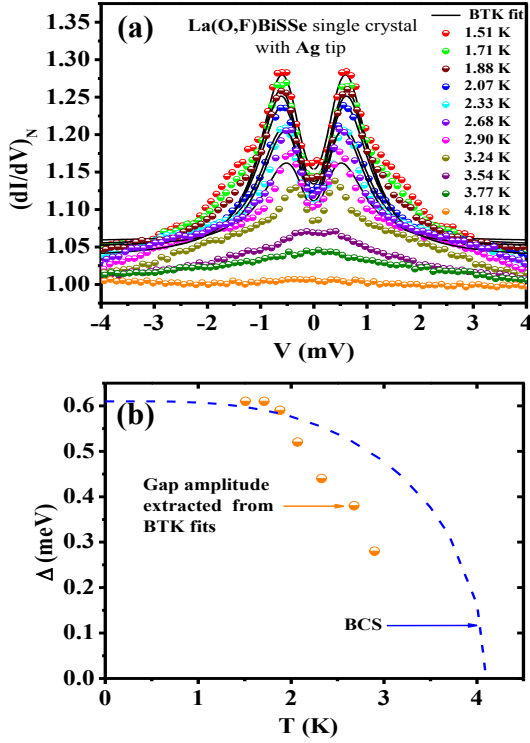 (a)
La(O,F)BiSSe single crystal
with Ag tip
BTK fit
1.51 K
1.71 K
1.88 K
2.07 K
2.33 K
2.68 K
2.90 K
3.24 K
3.54 K
3.77 K
4.18 K
(dI/dV)N
1.35
1.30
1.25
1.20
1.15
1.10
1.05
1.00
-4 -3 -2 -1 0 1 2 3 4
V (mV)
(b)
Δ (meV)
0.6
0.5
0.4
0.3
0.2
0.1
0.0
Gap amplitude
extracted from
BTK fits
BCS
0 1 2 3 4
T (K)